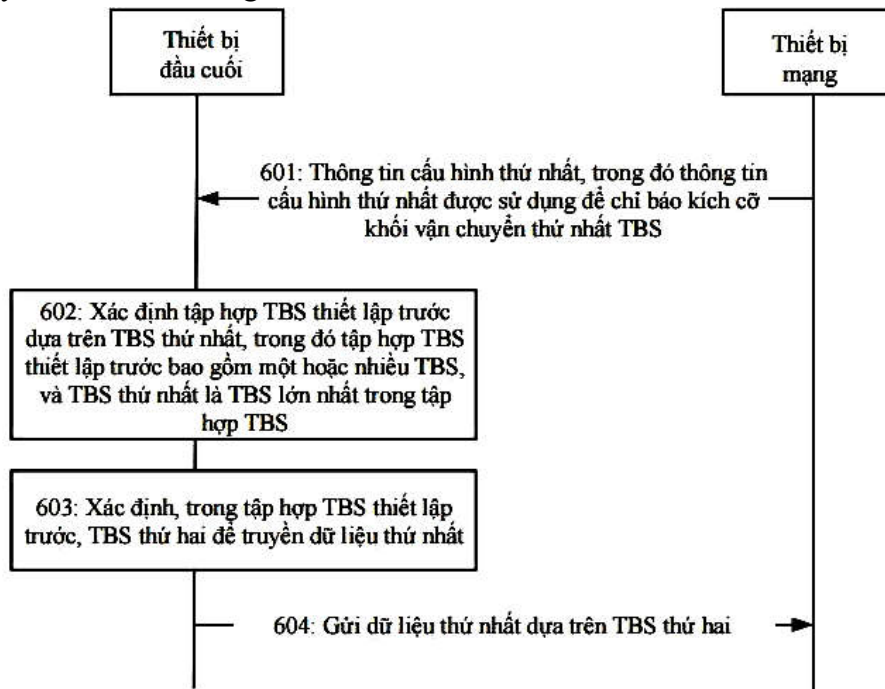 Thiết bị
đầu cuối
Thiết bị
mạng
601: Thông tin cấu hình thứ nhất, trong đó thông tin
cấu hình thứ nhất được sử dụng để chỉ báo kích cỡ
khối vận chuyển thứ nhất TBS
602: Xác định tập hợp TBS thiết lập trước
dựa trên TBS thứ nhất, trong đó tập hợp TBS
thiết lập trước bao gồm một hoặc nhiều TBS,
và TBS thứ nhất là TBS lớn nhất trong tập
hợp TBS
603: Xác định, trong tập hợp TBS thiết lập
trước, TBS thứ hai để truyền dữ liệu thứ nhất
604: Gửi dữ liệu thứ nhất dựa trên TBS thứ hai